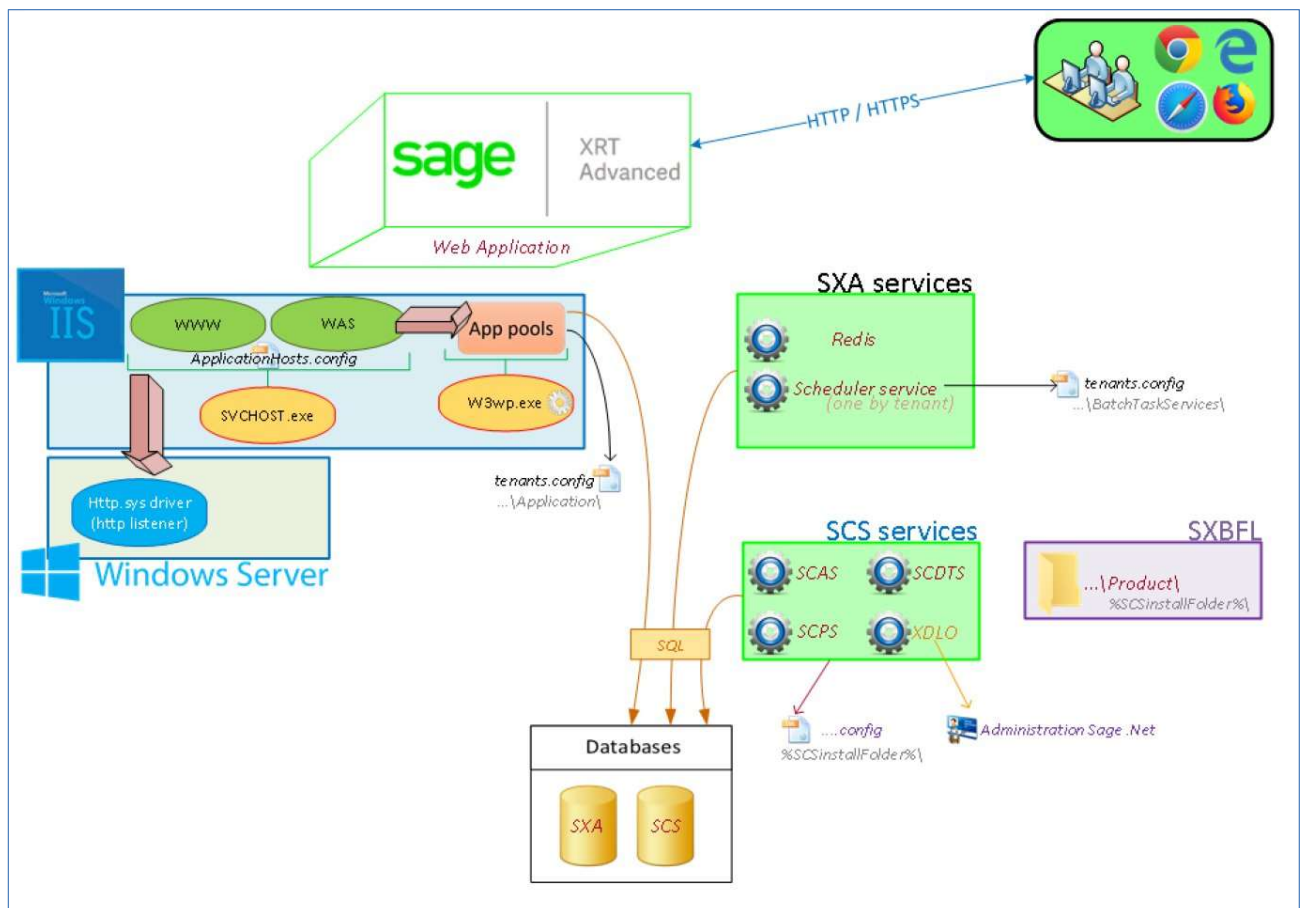 HTTP / HTTPS
sage
XRT
Advanced
Web Application
Microsoft
Windows
IIS
WWW
WAS
App pools
ApplicationHosts.config
SVCHOST.exe
W3wp.exe
Http.sys driver
(http listener)
Windows Server
tenants.config
...\Application\
SXA services
Redis
Scheduler service
(one by tenant)
tenants.config
...\BatchTaskServices\
SCS services
SCAS
SCDTS
SCPS
XDLO
SXBFL
...\Product\
%SCSinstallFolder%\
SQL
....config
%SCSinstallFolder%\
Administration Sage .Net
Databases
SXA
SCS